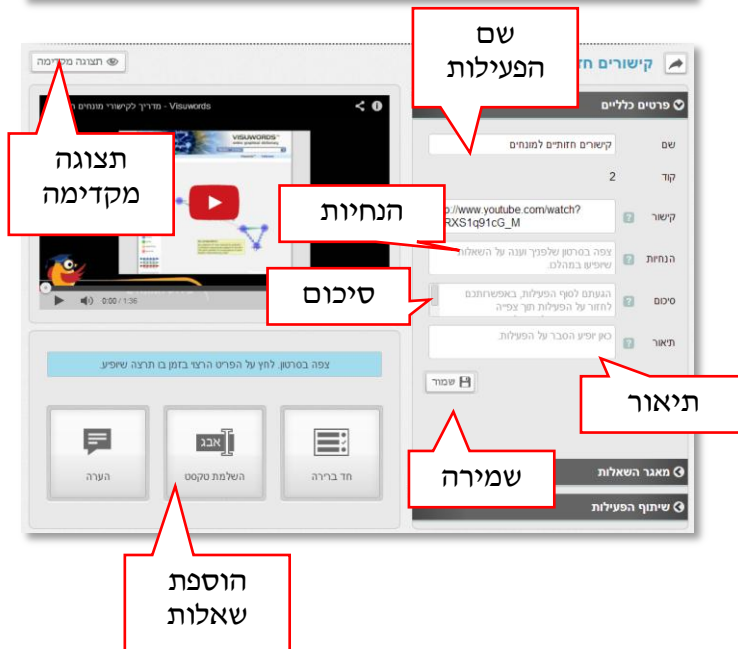 שם
הפעילות
קישורים
תצוגה מקדימה
פרטים כלליים
שם
קישורים חזותיים למונחים
קוד
2
קישור
://www.youtube.com/watch?
RXS1q91cG_M
הנחיות
צפה בסרטון שלפניך וענה על השאלות
שיופיעו במהלכו.
סיכום
הגעתם לסוף הפעילות, באפשרותכם
לחזור על הפעילות תוך צפייה
תיאור
כאן יופיע הסבר על הפעילות.
שמור
מאגר השאלות
שיתוף הפעילות
Visuwords - מדריך לקישורי מונחים
VISUWORDS
online graphical dictionary
0:00 / 1:36
תצוגה
מקדימה
הנחיות
סיכום
תיאור
שמירה
צפה בסרטון. לחץ על הפריט הרצוי בזמן בו תרצה שיופיע.
חד ברירה
אבג
השלמת טקסט
הערה
הוספת
שאלות